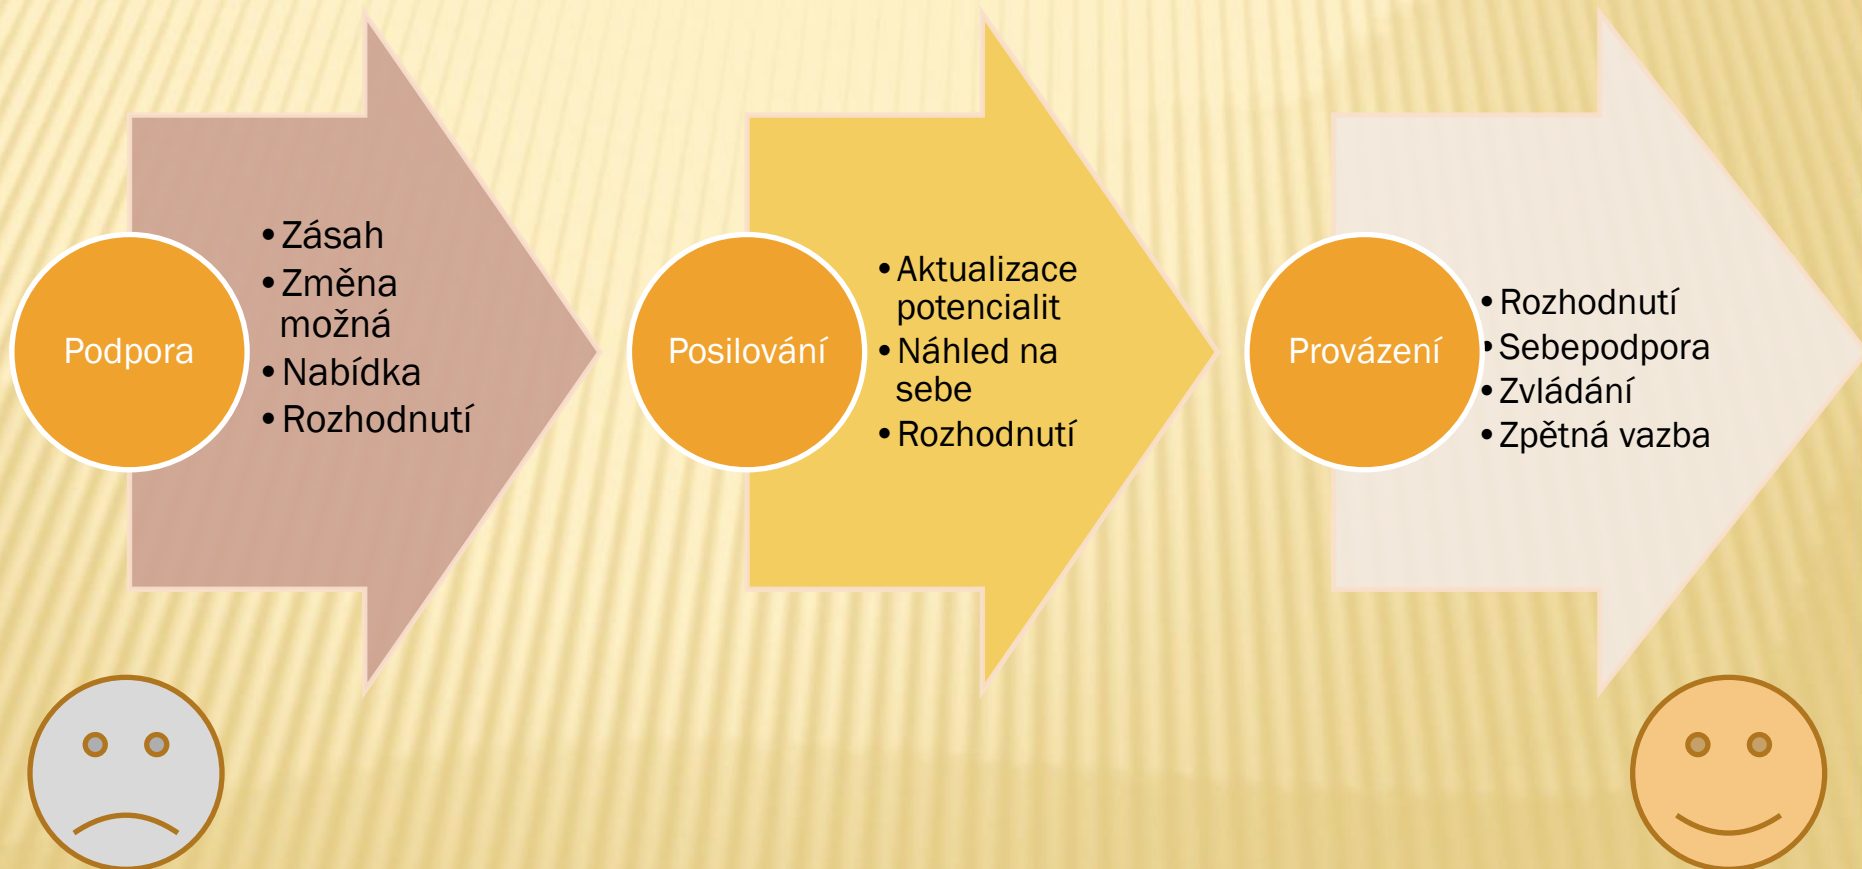 Podpora
•Zásah
•Změna
možná
•Nabídka
•Rozhodnutí
Posilování
•Aktualizace
potencialit
•Náhled na
sebe
•Rozhodnutí
Provázení
•Rozhodnutí
•Sebepodpora
•Zvládání
•Zpětná vazba